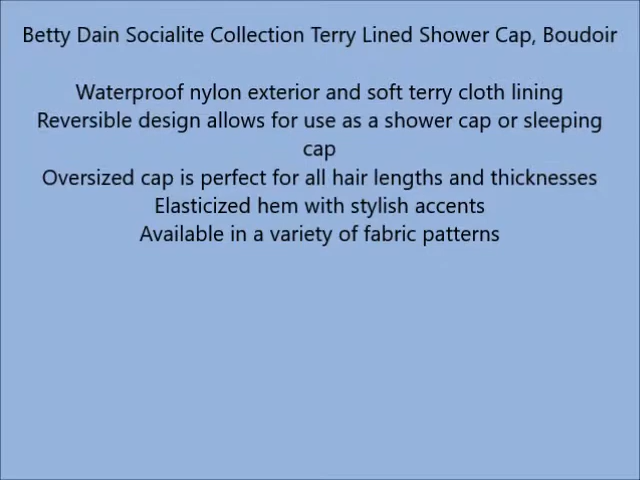 Betty Dain Socialite Collection Terry Lined Shower Cap, Boudoir
Waterproof nylon exterior and soft terry cloth lining
Reversible design allows for use as a shower cap or sleeping
cap
Oversized cap is perfect for all hair lengths and thicknesses
Elasticized hem with stylish accents
Available in a variety of fabric patterns